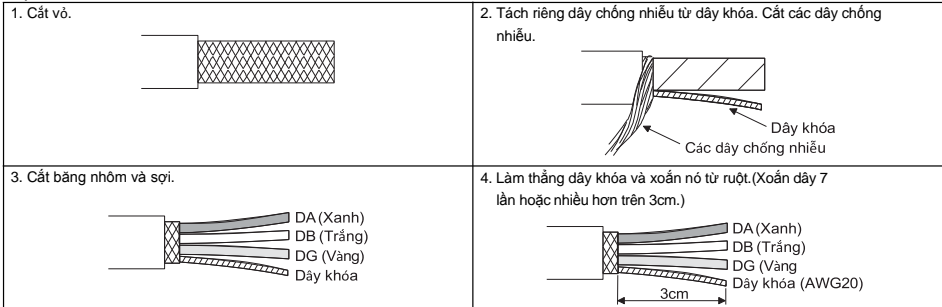 1. Cắt vỏ.
2. Tách riêng dây chống nhiễu từ dây khóa. Cắt các dây chống
nhiễu.
Dây khóa
Các dây chống nhiễu
3. Cắt băng nhôm và sợi.
DA (Xanh)
DB (Trắng)
DG (Vàng)
Dây khóa
4. Làm thẳng dây khóa và xoắn nó từ ruột.(Xoắn dây 7
lần hoặc nhiều hơn trên 3cm.)
DA (Xanh)
DB (Trắng)
DG (Vàng
Dây khóa (AWG20)
3cm